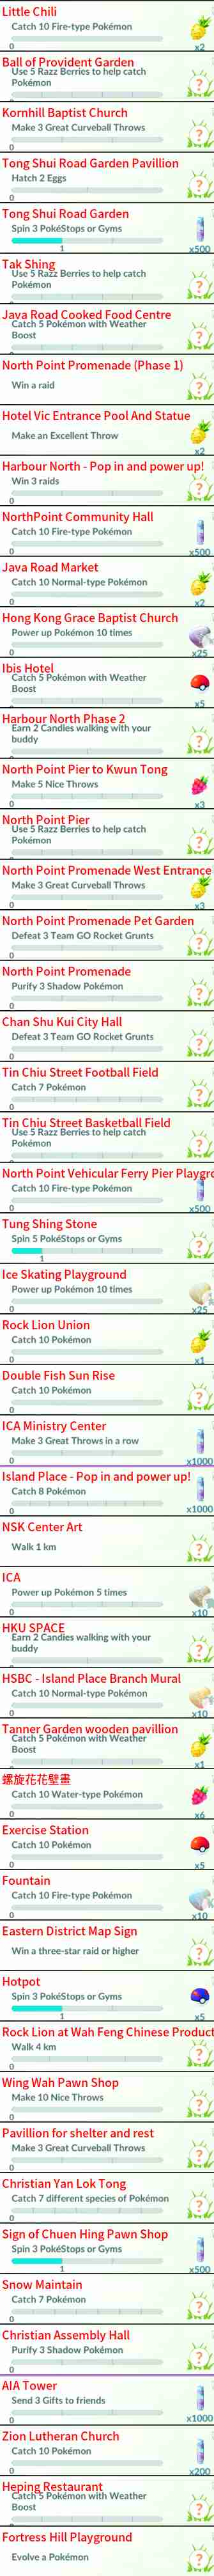 Little Chili
Catch 10 Fire-type Pokémon
0
x2
Ball of Provident Garden
Use 5 Razz Berries to help catch
Pokémon
?
Kornhill Baptist Church
Make 3 Great Curveball Throws
?
0
Tong Shui Road Garden Pavillion
Hatch 2 Eggs
?
0
Tong Shui Road Garden
Spin 3 PokéStops or Gyms
1
x500
Tak Shing
Use 5 Razz Berries to help catch
Pokémon
?
Java Road Cooked Food Centre
Catch 5 Pokémon with Weather
Boost
?
North Point Promenade (Phase 1)
Win a raid
?
Hotel Vic Entrance Pool And Statue
Make an Excellent Throw
x2
Harbour North - Pop in and power up!
Win 3 raids
?
0
NorthPoint Community Hall
Catch 10 Fire-type Pokémon
0
x500
Java Road Market
Catch 10 Normal-type Pokémon
0
x2
Hong Kong Grace Baptist Church
Power up Pokémon 10 times
0
x25
Ibis Hotel
Catch 5 Pokémon with Weather
Boost
x5
Harbour North Phase 2
Earn 2 Candies walking with your
buddy
?
North Point Pier to Kwun Tong
Make 5 Nice Throws
0
x3
North Point Pier
Use 5 Razz Berries to help catch
Pokémon
?
North Point Promenade West Entrance
Make 3 Great Curveball Throws
0
x3
North Point Promenade Pet Garden
Defeat 3 Team GO Rocket Grunts
?
0
North Point Promenade
Purify 3 Shadow Pokémon
?
0
Chan Shu Kui City Hall
Defeat 3 Team GO Rocket Grunts
?
0
Tin Chiu Street Football Field
Catch 7 Pokémon
?
0
Tin Chiu Street Basketball Field
Use 5 Razz Berries to help catch
Pokémon
?
North Point Vehicular Ferry Pier Playgro
Catch 10 Fire-type Pokémon
0
x500
Tung Shing Stone
Spin 5 PokéStops or Gyms
?
1
Ice Skating Playground
Power up Pokémon 10 times
0
x25
Rock Lion Union
Catch 10 Pokémon
0
x1
Double Fish Sun Rise
Catch 10 Pokémon
?
0
ICA Ministry Center
Make 3 Great Throws in a row
0
x1000
Island Place - Pop in and power up!
Catch 8 Pokémon
0
x1000
NSK Center Art
Walk 1 km
?
ICA
Power up Pokémon 5 times
0
x10
HKU SPACE
Earn 2 Candies walking with your
buddy
?
HSBC - Island Place Branch Mural
Catch 10 Normal-type Pokémon
0
x10
Tanner Garden wooden pavillion
Catch 5 Pokémon with Weather
Boost
x1
螺旋花花壁畫
Catch 10 Water-type Pokémon
0
x6
Exercise Station
Catch 10 Pokémon
0
x5
Fountain
Catch 10 Fire-type Pokémon
0
x10
Eastern District Map Sign
Win a three-star raid or higher
?
Hotpot
Spin 3 PokéStops or Gyms
1
x5
Rock Lion at Wah Feng Chinese Product
Walk 4 km
?
0
Wing Wah Pawn Shop
Make 10 Nice Throws
?
0
Pavillion for shelter and rest
Make 3 Great Curveball Throws
?
0
Christian Yan Lok Tong
Catch 7 different species of Pokémon
?
0
Sign of Chuen Hing Pawn Shop
Spin 3 PokéStops or Gyms
1
x500
Snow Maintain
Catch 7 Pokémon
?
0
Christian Assembly Hall
Purify 3 Shadow Pokémon
?
0
AIA Tower
Send 3 Gifts to friends
0
x1000
Zion Lutheran Church
Catch 10 Pokémon
0
x200
Heping Restaurant
Catch 5 Pokémon with Weather
Boost
?
Fortress Hill Playground
Evolve a Pokémon
?